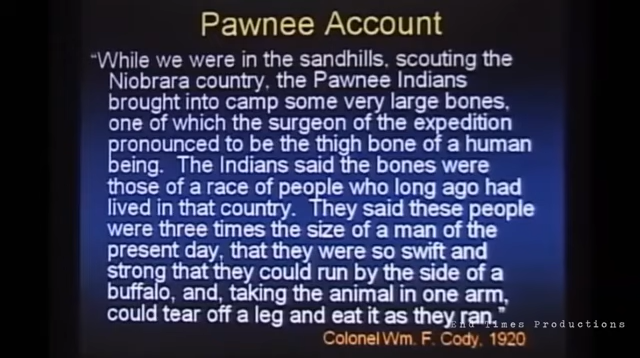 Pawnee Account
“While we were in the sandhills, scouting the
Niobrara country, the Pawnee Indians
brought into camp some very large bones,
one of which the surgeon of the expedition
pronounced to be the thigh bone of a human
being.  The Indians said the bones were
those of a race of people who long ago had
lived in that country.  They said these people
were three times the size of a man of the
present day, that they were so swift and
strong that they could run by the side of a
buffalo, and, taking the animal in one arm,
could tear off a leg and eat it as they ran.”
End Times Productions
Colonel Wm. F. Cody, 1920